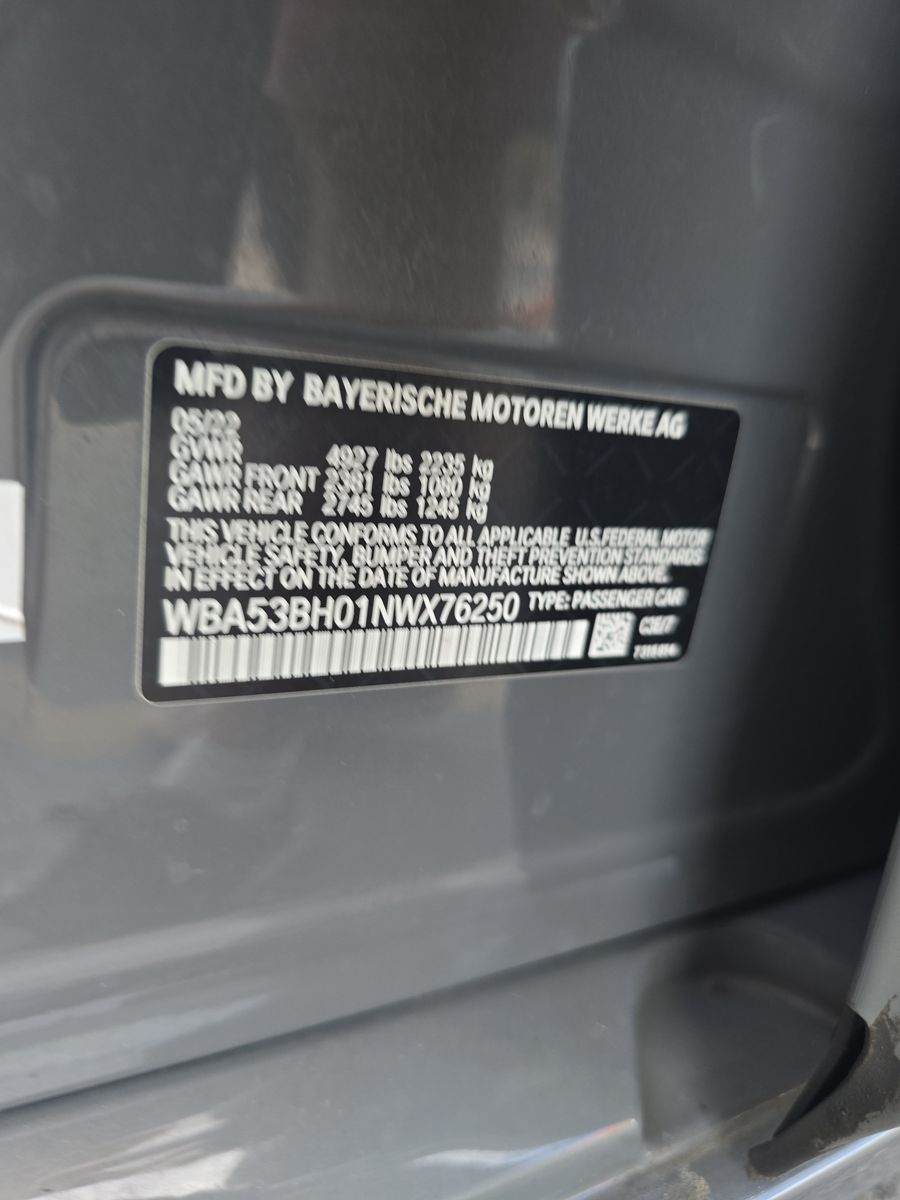 MFD BY BAYERISCHE MOTOREN WERKE AG
05/22
GVWR 4927 lbs 2235 kg
GAWR FRONT 2381 lbs 1080 kg
GAWR REAR 2745 lbs 1245 kg
THIS VEHICLE CONFORMS TO ALL APPLICABLE U.S.FEDERAL MOTOR
VEHICLE SAFETY, BUMPER AND THEFT PREVENTION STANDARDS
IN EFFECT ON THE DATE OF MANUFACTURE SHOWN ABOVE.
WBA53BH01NWX76250 TYPE: PASSENGER CAR